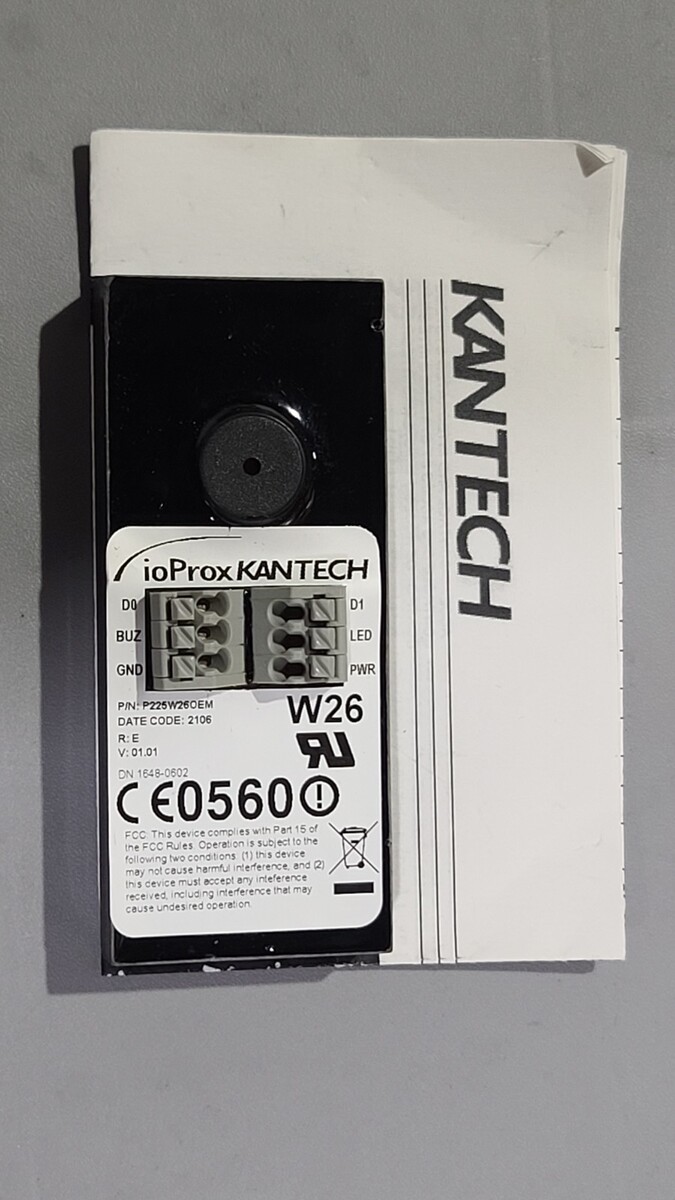 KANTECH
ioProx KANTECH
D0 D1
BUZ LED
GND PWR
P/N: P225W26OEM
DATE CODE: 2106
R: E
V: 01.01
W26
DN 1648-0602
CE0560
FCC: This device complies with Part 15 of
the FCC Rules. Operation is subject to the
following two conditions: (1) this device
may not cause harmful interference, and (2)
this device must accept any inteference
received, including interference that may
cause undesired operation.